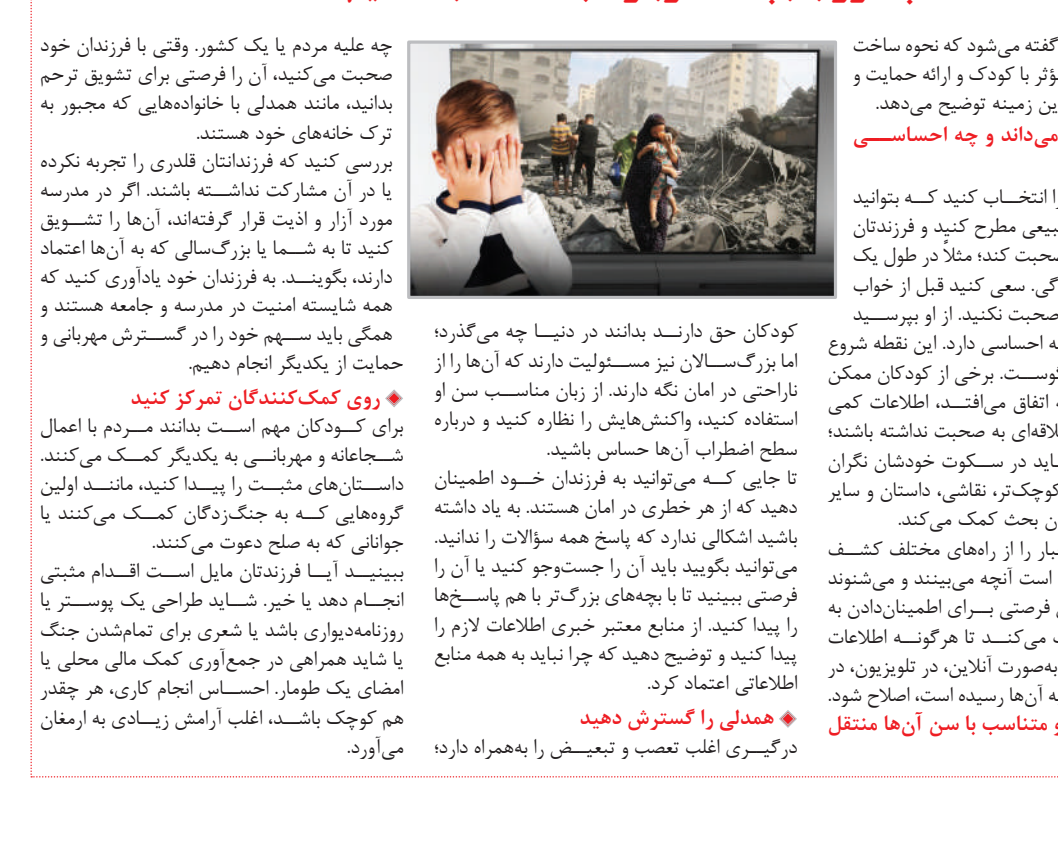 گفته می‌شود که نحوه ساخت
مؤثر با کودک و ارائه حمایت و
این زمینه توضیح می‌دهد.
می‌داند و چه احساسی
را انتخاب کنید که بتوانید
مطرح کنید و فرزندتان
صحبت کند؛ مثلاً در طول یک
سعی کنید قبل از خواب
صحبت نکنید. از او بپرسید
چه احساسی دارد. این نقطه شروع
برخی از کودکان ممکن
اتفاق می‌افتد، اطلاعات کمی
علاقه‌ای به صحبت نداشته باشند؛
شاید در سکوت خودشان نگران
کوچک‌تر، نقاشی، داستان و سایر
بحث کمک می‌کند.
را از راه‌های مختلف کشف
است آنچه می‌بینند و می‌شنوند
فرصتی برای اطمینان‌دادن به
می‌کند تا هرگونه اطلاعات
به‌صورت آنلاین، در تلویزیون، در
به آن‌ها رسیده است، اصلاح شود.
و متناسب با سن آن‌ها منتقل
کودکان حق دارند بدانند در دنیا چه می‌گذرد؛
اما بزرگ‌سالان نیز مسئولیت دارند که آن‌ها را از
ناراحتی در امان نگه دارند. از زبان مناسب سن او
استفاده کنید، واکنش‌هایش را نظاره کنید و درباره
سطح اضطراب آن‌ها حساس باشید.
تا جایی که می‌توانید به فرزندان خود اطمینان
دهید که از هر خطری در امان هستند. به یاد داشته
باشید اشکالی ندارد که پاسخ همه سؤالات را ندانید.
می‌توانید بگویید باید آن را جست‌وجو کنید یا آن را
فرصتی ببینید تا با بچه‌های بزرگ‌تر با هم پاسخ‌ها
را پیدا کنید. از منابع معتبر خبری اطلاعات لازم را
پیدا کنید و توضیح دهید که چرا نباید به همه منابع
اطلاعاتی اعتماد کرد.
همدلی را گسترش دهید
درگیری اغلب تعصب و تبعیض را به‌همراه دارد؛
چه علیه مردم یا یک کشور. وقتی با فرزندان خود
صحبت می‌کنید، آن را فرصتی برای تشویق ترحم
بدانید، مانند همدلی با خانواده‌هایی که مجبور به
ترک خانه‌های خود هستند.
بررسی کنید که فرزندانتان قلدری را تجربه نکرده
یا در آن مشارکت نداشته باشند. اگر در مدرسه
مورد آزار و اذیت قرار گرفته‌اند، آن‌ها را تشویق
کنید تا به شما یا بزرگ‌سالی که به آن‌ها اعتماد
دارند، بگویند. به فرزندان خود یادآوری کنید که
همه شایسته امنیت در مدرسه و جامعه هستند و
همگی باید سهم خود را در گسترش مهربانی و
حمایت از یکدیگر انجام دهیم.
روی کمک‌کنندگان تمرکز کنید
برای کودکان مهم است بدانند مردم با اعمال
شجاعانه و مهربانی به یکدیگر کمک می‌کنند.
داستان‌های مثبت را پیدا کنید، مانند اولین
گروه‌هایی که به جنگ‌زدگان کمک می‌کنند یا
جوانانی که به صلح دعوت می‌کنند.
ببینید آیا فرزندتان مایل است اقدام مثبتی
انجام دهد یا خیر. شاید طراحی یک پوستر یا
روزنامه‌دیواری باشد یا شعری برای تمام‌شدن جنگ
یا شاید همراهی در جمع‌آوری کمک مالی محلی یا
امضای یک طومار. احساس انجام کاری، هر چقدر
هم کوچک باشد، اغلب آرامش زیادی به ارمغان
می‌آورد.